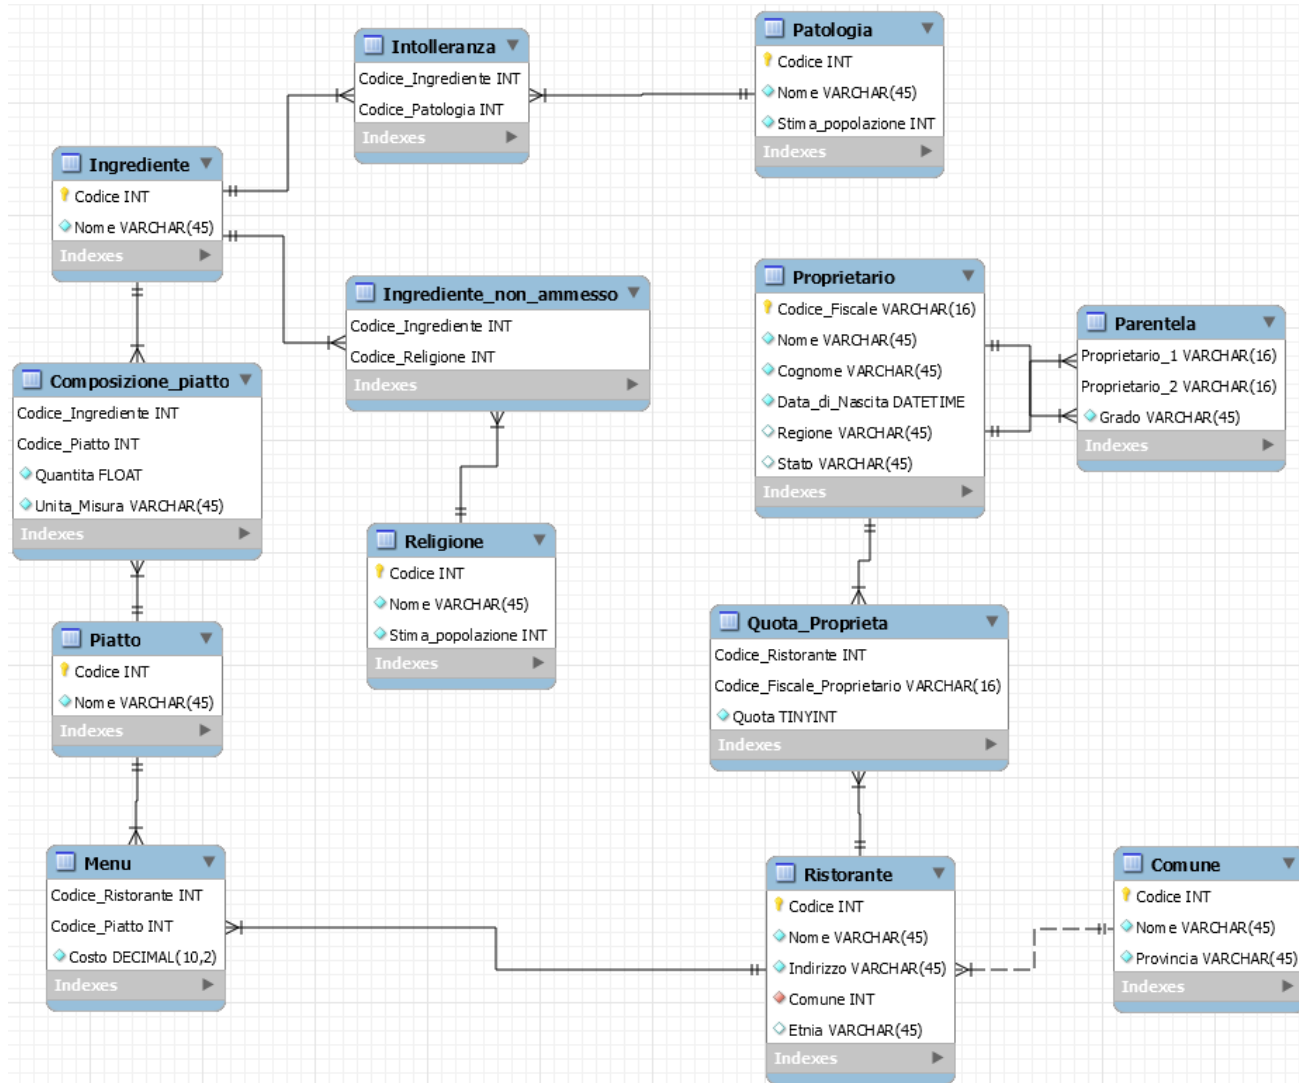 Intolleranza
Codice_Ingrediente INT
Codice_Patologia INT
Indexes
Patologia
Codice INT
Nome VARCHAR(45)
Stima_popolazione INT
Indexes
Ingrediente
Codice INT
Nome VARCHAR(45)
Indexes
Ingrediente_non_ammesso
Codice_Ingrediente INT
Codice_Religione INT
Indexes
Proprietario
Codice_Fiscale VARCHAR(16)
Nome VARCHAR(45)
Cognome VARCHAR(45)
Data_di_Nascita DATETIME
Regione VARCHAR(45)
Stato VARCHAR(45)
Indexes
Parentela
Proprietario_1 VARCHAR(16)
Proprietario_2 VARCHAR(16)
Grado VARCHAR(45)
Indexes
Composizione_piatto
Codice_Ingrediente INT
Codice_Piatto INT
Quantita FLOAT
Unita_Misura VARCHAR(45)
Indexes
Religione
Codice INT
Nome VARCHAR(45)
Stima_popolazione INT
Indexes
Piatto
Codice INT
Nome VARCHAR(45)
Indexes
Quota_Proprieta
Codice_Ristorante INT
Codice_Fiscale_Proprietario VARCHAR(16)
Quota TINYINT
Indexes
Menu
Codice_Ristorante INT
Codice_Piatto INT
Costo DECIMAL(10,2)
Indexes
Ristorante
Codice INT
Nome VARCHAR(45)
Indirizzo VARCHAR(45)
Comune INT
Etnia VARCHAR(45)
Indexes
Comune
Codice INT
Nome VARCHAR(45)
Provincia VARCHAR(45)
Indexes